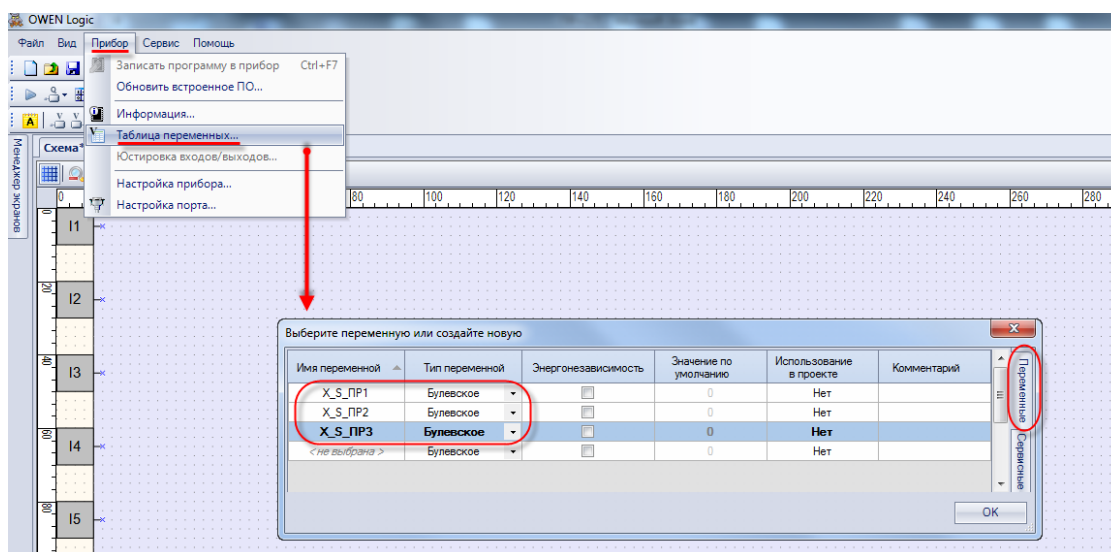 OWEN Logic
Файл Вид Прибор Сервис Помощь
Записать программу в прибор Ctrl+F7
Обновить встроенное ПО...
Информация...
Таблица переменных...
Юстировка входов/выходов...
Настройка прибора...
Настройка порта...
Менеджер экранов
Схема*
0 80 100 120 140 160 180 200 220 240 260 280
0 20 40 60 80
I1
I2
I3
I4
I5
Выберите переменную или создайте новую
Имя переменной Тип переменной Энергонезависимость Значение по умолчанию Использование в проекте Комментарий
X_S_ПР1 Булевское 0 Нет
X_S_ПР2 Булевское 0 Нет
X_S_ПР3 Булевское 0 Нет
<не выбрана > Булевское 0 Нет
Переменные
Сервисные
OK